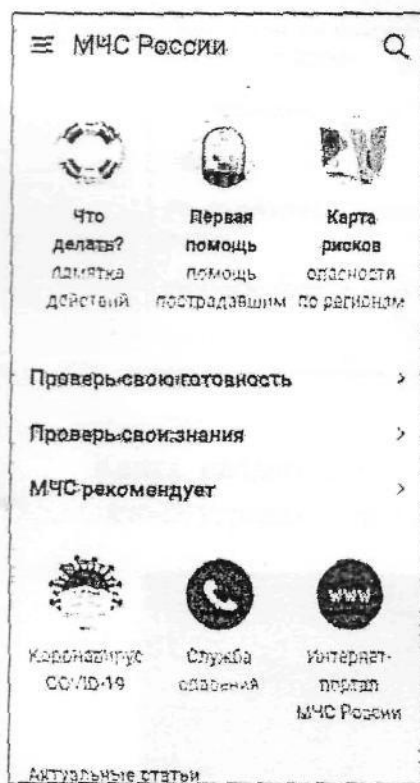 МЧС России
Что делать?
памятка действий
Первая помощь
помощь пострадавшим
Карта рисков
опасности по регионам
Проверь свою готовность
Проверь свои знания
МЧС рекомендует
Коронавирус COVID-19
Служба спасения
www
Интернет-портал МЧС России
Актуальные статьи